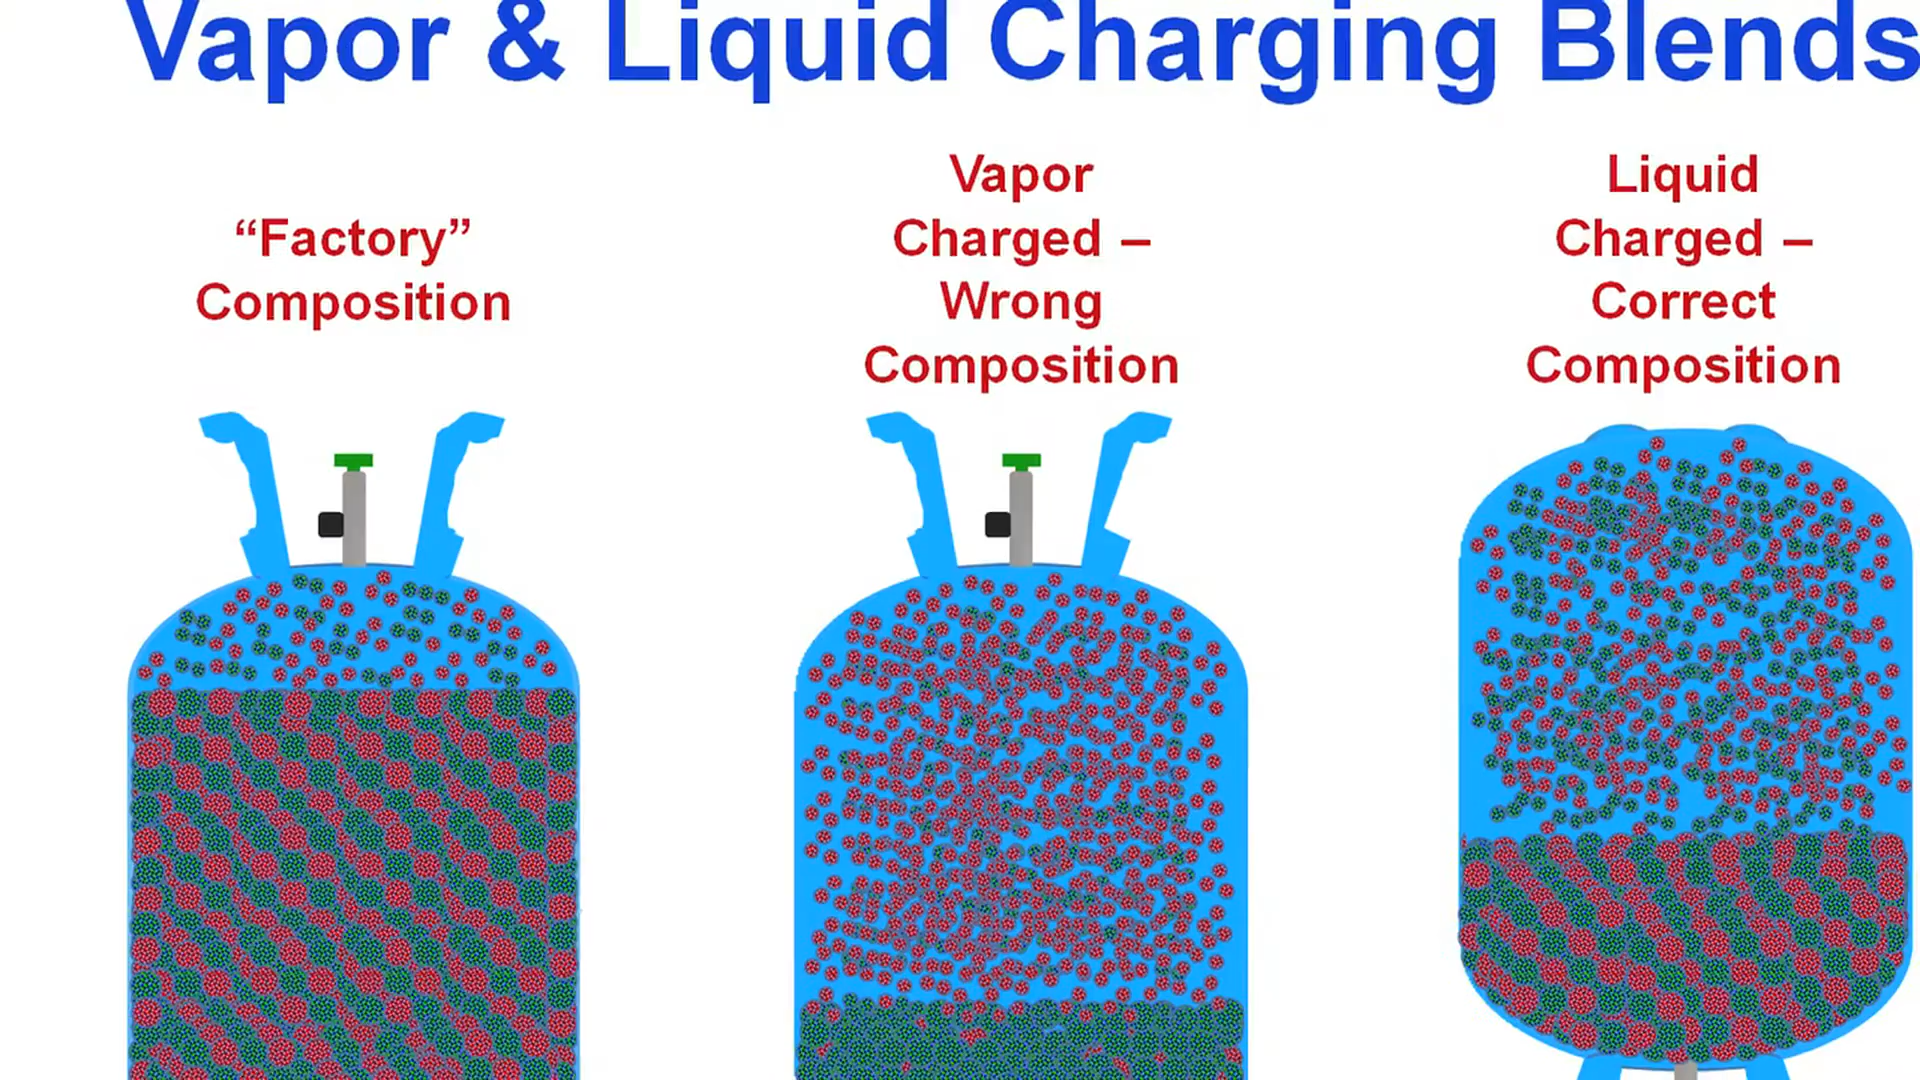 Vapor & Liquid Charging Blends
“Factory”
Composition
Vapor
Charged –
Wrong
Composition
Liquid
Charged –
Correct
Composition